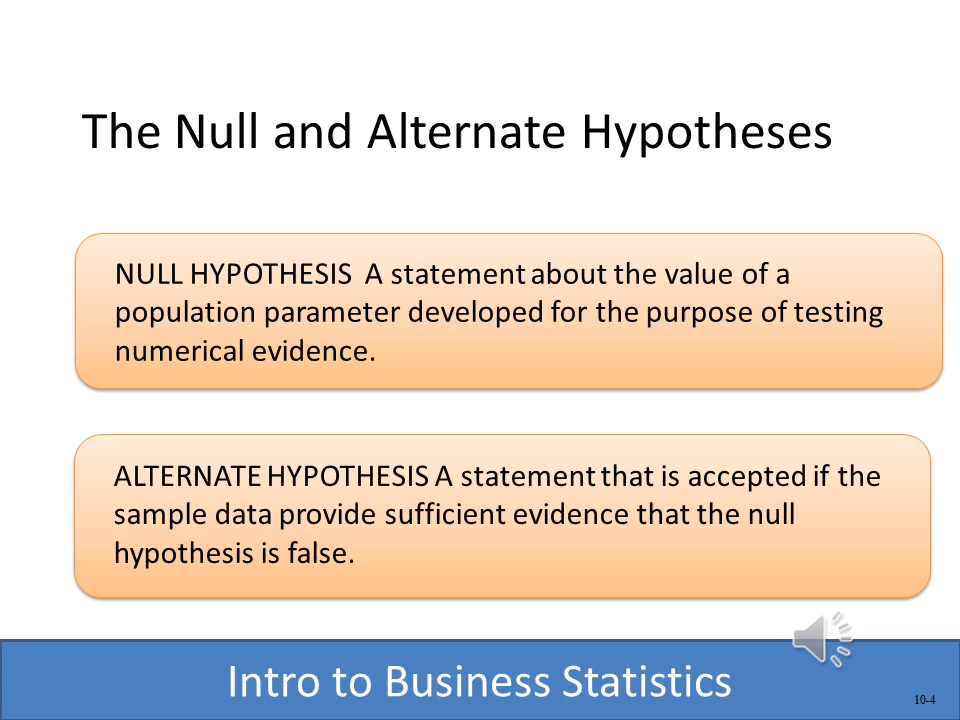 The Null and Alternate Hypotheses
NULL HYPOTHESIS  A statement about the value of a
population parameter developed for the purpose of testing
numerical evidence.
ALTERNATE HYPOTHESIS A statement that is accepted if the
sample data provide sufficient evidence that the null
hypothesis is false.
Intro to Business Statistics
10-4